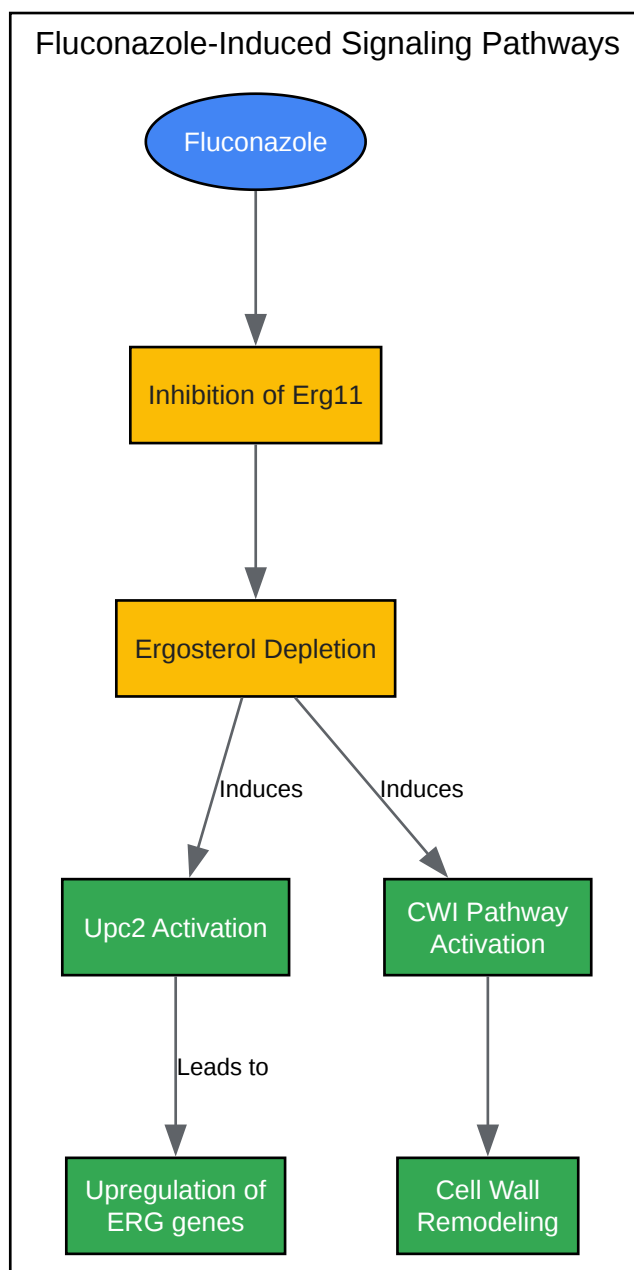 Fluconazole-Induced Signaling Pathways
Fluconazole
Inhibition of Erg11
Ergosterol Depletion
Induces
Induces
Upc2 Activation
CWI Pathway
Activation
Leads to
Upregulation of
ERG genes
Cell Wall
Remodeling